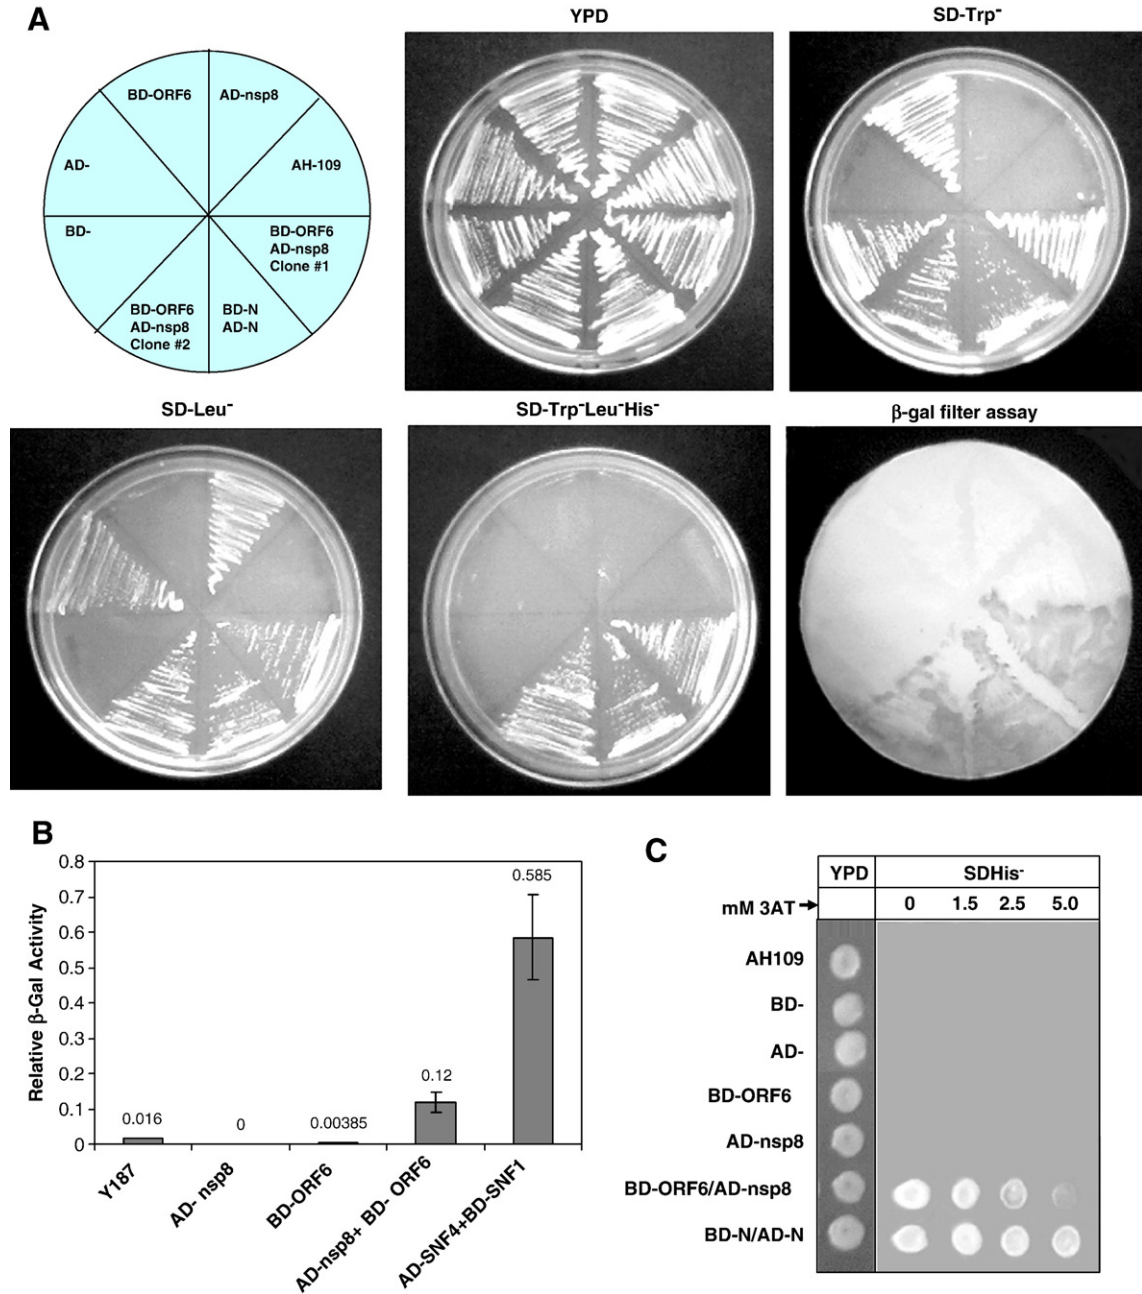 A
YPD
SD-Trp⁻
BD-ORF6
AD-nsp8
AD-
AH-109
BD-
BD-ORF6
AD-nsp8
Clone #1
BD-ORF6
AD-nsp8
Clone #2
BD-N
AD-N
SD-Leu⁻
SD-Trp⁻Leu⁻His⁻
β-gal filter assay
B
Relative β-Gal Activity
0.8
0.7
0.6
0.5
0.4
0.3
0.2
0.1
0
0.016
0
0.00385
0.12
0.585
Y187
AD- nsp8
BD-ORF6
AD-nsp8+ BD- ORF6
AD-SNF4+BD-SNF1
C
YPD
SDHis⁻
mM 3AT
0 1.5 2.5 5.0
AH109
BD-
AD-
BD-ORF6
AD-nsp8
BD-ORF6/AD-nsp8
BD-N/AD-N